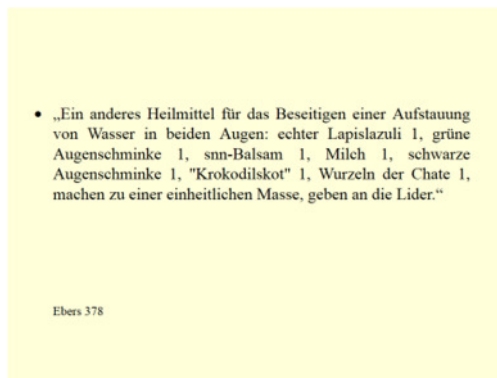 • „Ein anderes Heilmittel für das Beseitigen einer Aufstauung
von Wasser in beiden Augen: echter Lapislazuli 1, grüne
Augenschminke 1, snn-Balsam 1, Milch 1, schwarze
Augenschminke 1, "Krokodilskot" 1, Wurzeln der Chate 1,
machen zu einer einheitlichen Masse, geben an die Lider.“
Ebers 378